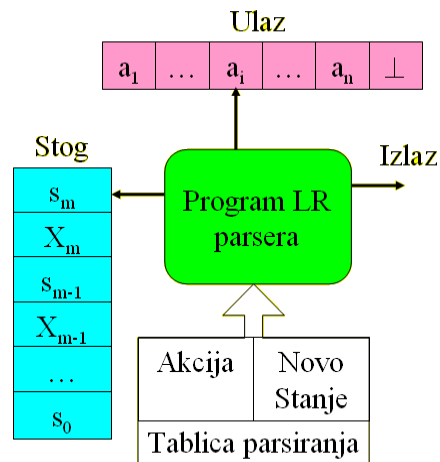 Ulaz
a1 … ai … an ⊥
Stog
Izlaz
sm
Xm
sm-1
Xm-1
…
s0
Program LR
parsera
Akcija
Novo
Stanje
Tablica parsiranja